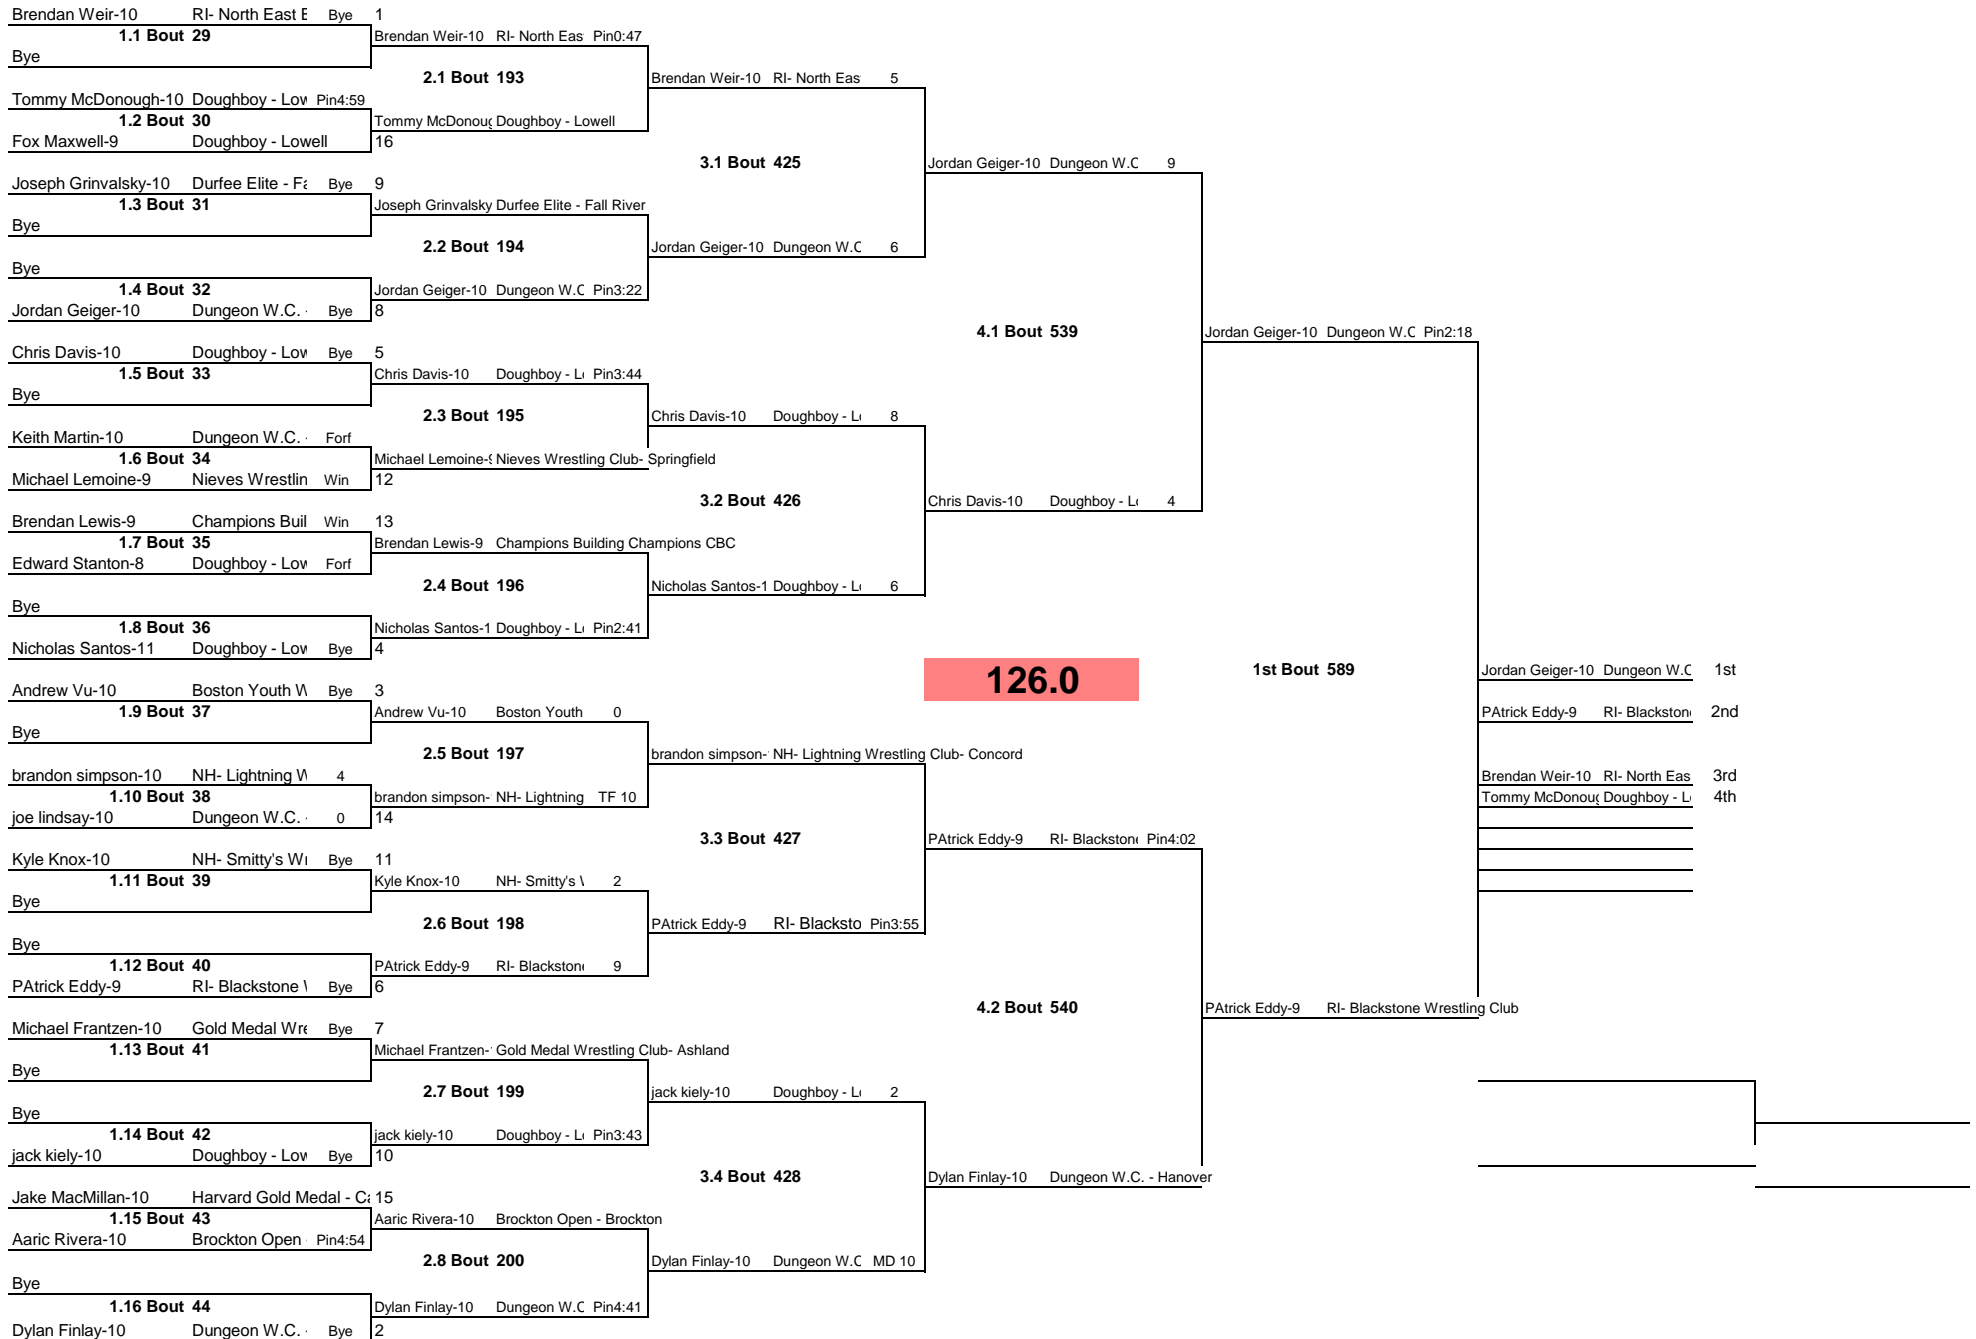 Brendan Weir-10 RI- North East E Bye 1
1.1 Bout 29
Bye
Tommy McDonough-10 Doughboy - Low Pin4:59
1.2 Bout 30
Fox Maxwell-9 Doughboy - Lowell 16
Joseph Grinvalsky-10 Durfee Elite - Fa Bye 9
1.3 Bout 31
Bye
Bye
1.4 Bout 32
Jordan Geiger-10 Dungeon W.C. - Bye 8
Chris Davis-10 Doughboy - Low Bye 5
1.5 Bout 33
Bye
Keith Martin-10 Dungeon W.C. - Forf
1.6 Bout 34
Michael Lemoine-9 Nieves Wrestlin Win 12
Brendan Lewis-9 Champions Buil Win 13
1.7 Bout 35
Edward Stanton-8 Doughboy - Low Forf
Bye
1.8 Bout 36
Nicholas Santos-11 Doughboy - Low Bye 4
Andrew Vu-10 Boston Youth W Bye 3
1.9 Bout 37
Bye
brandon simpson-10 NH- Lightning W 4
1.10 Bout 38
joe lindsay-10 Dungeon W.C. - 0 14
Kyle Knox-10 NH- Smitty's Wr Bye 11
1.11 Bout 39
Bye
Bye
1.12 Bout 40
PAtrick Eddy-9 RI- Blackstone W Bye 6
Michael Frantzen-10 Gold Medal Wre Bye 7
1.13 Bout 41
Bye
Bye
1.14 Bout 42
jack kiely-10 Doughboy - Low Bye 10
Jake MacMillan-10 Harvard Gold Medal - Ca 15
1.15 Bout 43
Aaric Rivera-10 Brockton Open Pin4:54
Bye
1.16 Bout 44
Dylan Finlay-10 Dungeon W.C. - Bye 2
Brendan Weir-10 RI- North Eas Pin0:47
2.1 Bout 193
Tommy McDonoug Doughboy - Lowell
Joseph Grinvalsky Durfee Elite - Fall River
2.2 Bout 194
Jordan Geiger-10 Dungeon W.C Pin3:22
Chris Davis-10 Doughboy - Lo Pin3:44
2.3 Bout 195
Michael Lemoine-9 Nieves Wrestling Club- Springfield
Brendan Lewis-9 Champions Building Champions CBC
2.4 Bout 196
Nicholas Santos-1 Doughboy - Lo Pin2:41
Andrew Vu-10 Boston Youth 0
2.5 Bout 197
brandon simpson- NH- Lightning TF 10
Kyle Knox-10 NH- Smitty's W 2
2.6 Bout 198
PAtrick Eddy-9 RI- Blackstone 9
Michael Frantzen- Gold Medal Wrestling Club- Ashland
2.7 Bout 199
jack kiely-10 Doughboy - Lo Pin3:43
Aaric Rivera-10 Brockton Open - Brockton
2.8 Bout 200
Dylan Finlay-10 Dungeon W.C Pin4:41
Brendan Weir-10 RI- North Eas 5
3.1 Bout 425
Jordan Geiger-10 Dungeon W.C 6
Chris Davis-10 Doughboy - Lo 8
3.2 Bout 426
Nicholas Santos-1 Doughboy - Lo 6
brandon simpson- NH- Lightning Wrestling Club- Concord
3.3 Bout 427
PAtrick Eddy-9 RI- Blacksto Pin3:55
jack kiely-10 Doughboy - Lo 2
3.4 Bout 428
Dylan Finlay-10 Dungeon W.C MD 10
Jordan Geiger-10 Dungeon W.C 9
4.1 Bout 539
Chris Davis-10 Doughboy - Lo 4
126.0
PAtrick Eddy-9 RI- Blackstone Pin4:02
4.2 Bout 540
Dylan Finlay-10 Dungeon W.C. - Hanover
Jordan Geiger-10 Dungeon W.C Pin2:18
1st Bout 589
PAtrick Eddy-9 RI- Blackstone Wrestling Club
Jordan Geiger-10 Dungeon W.C 1st
PAtrick Eddy-9 RI- Blackstone 2nd
Brendan Weir-10 RI- North Eas 3rd
Tommy McDonoug Doughboy - Lo 4th